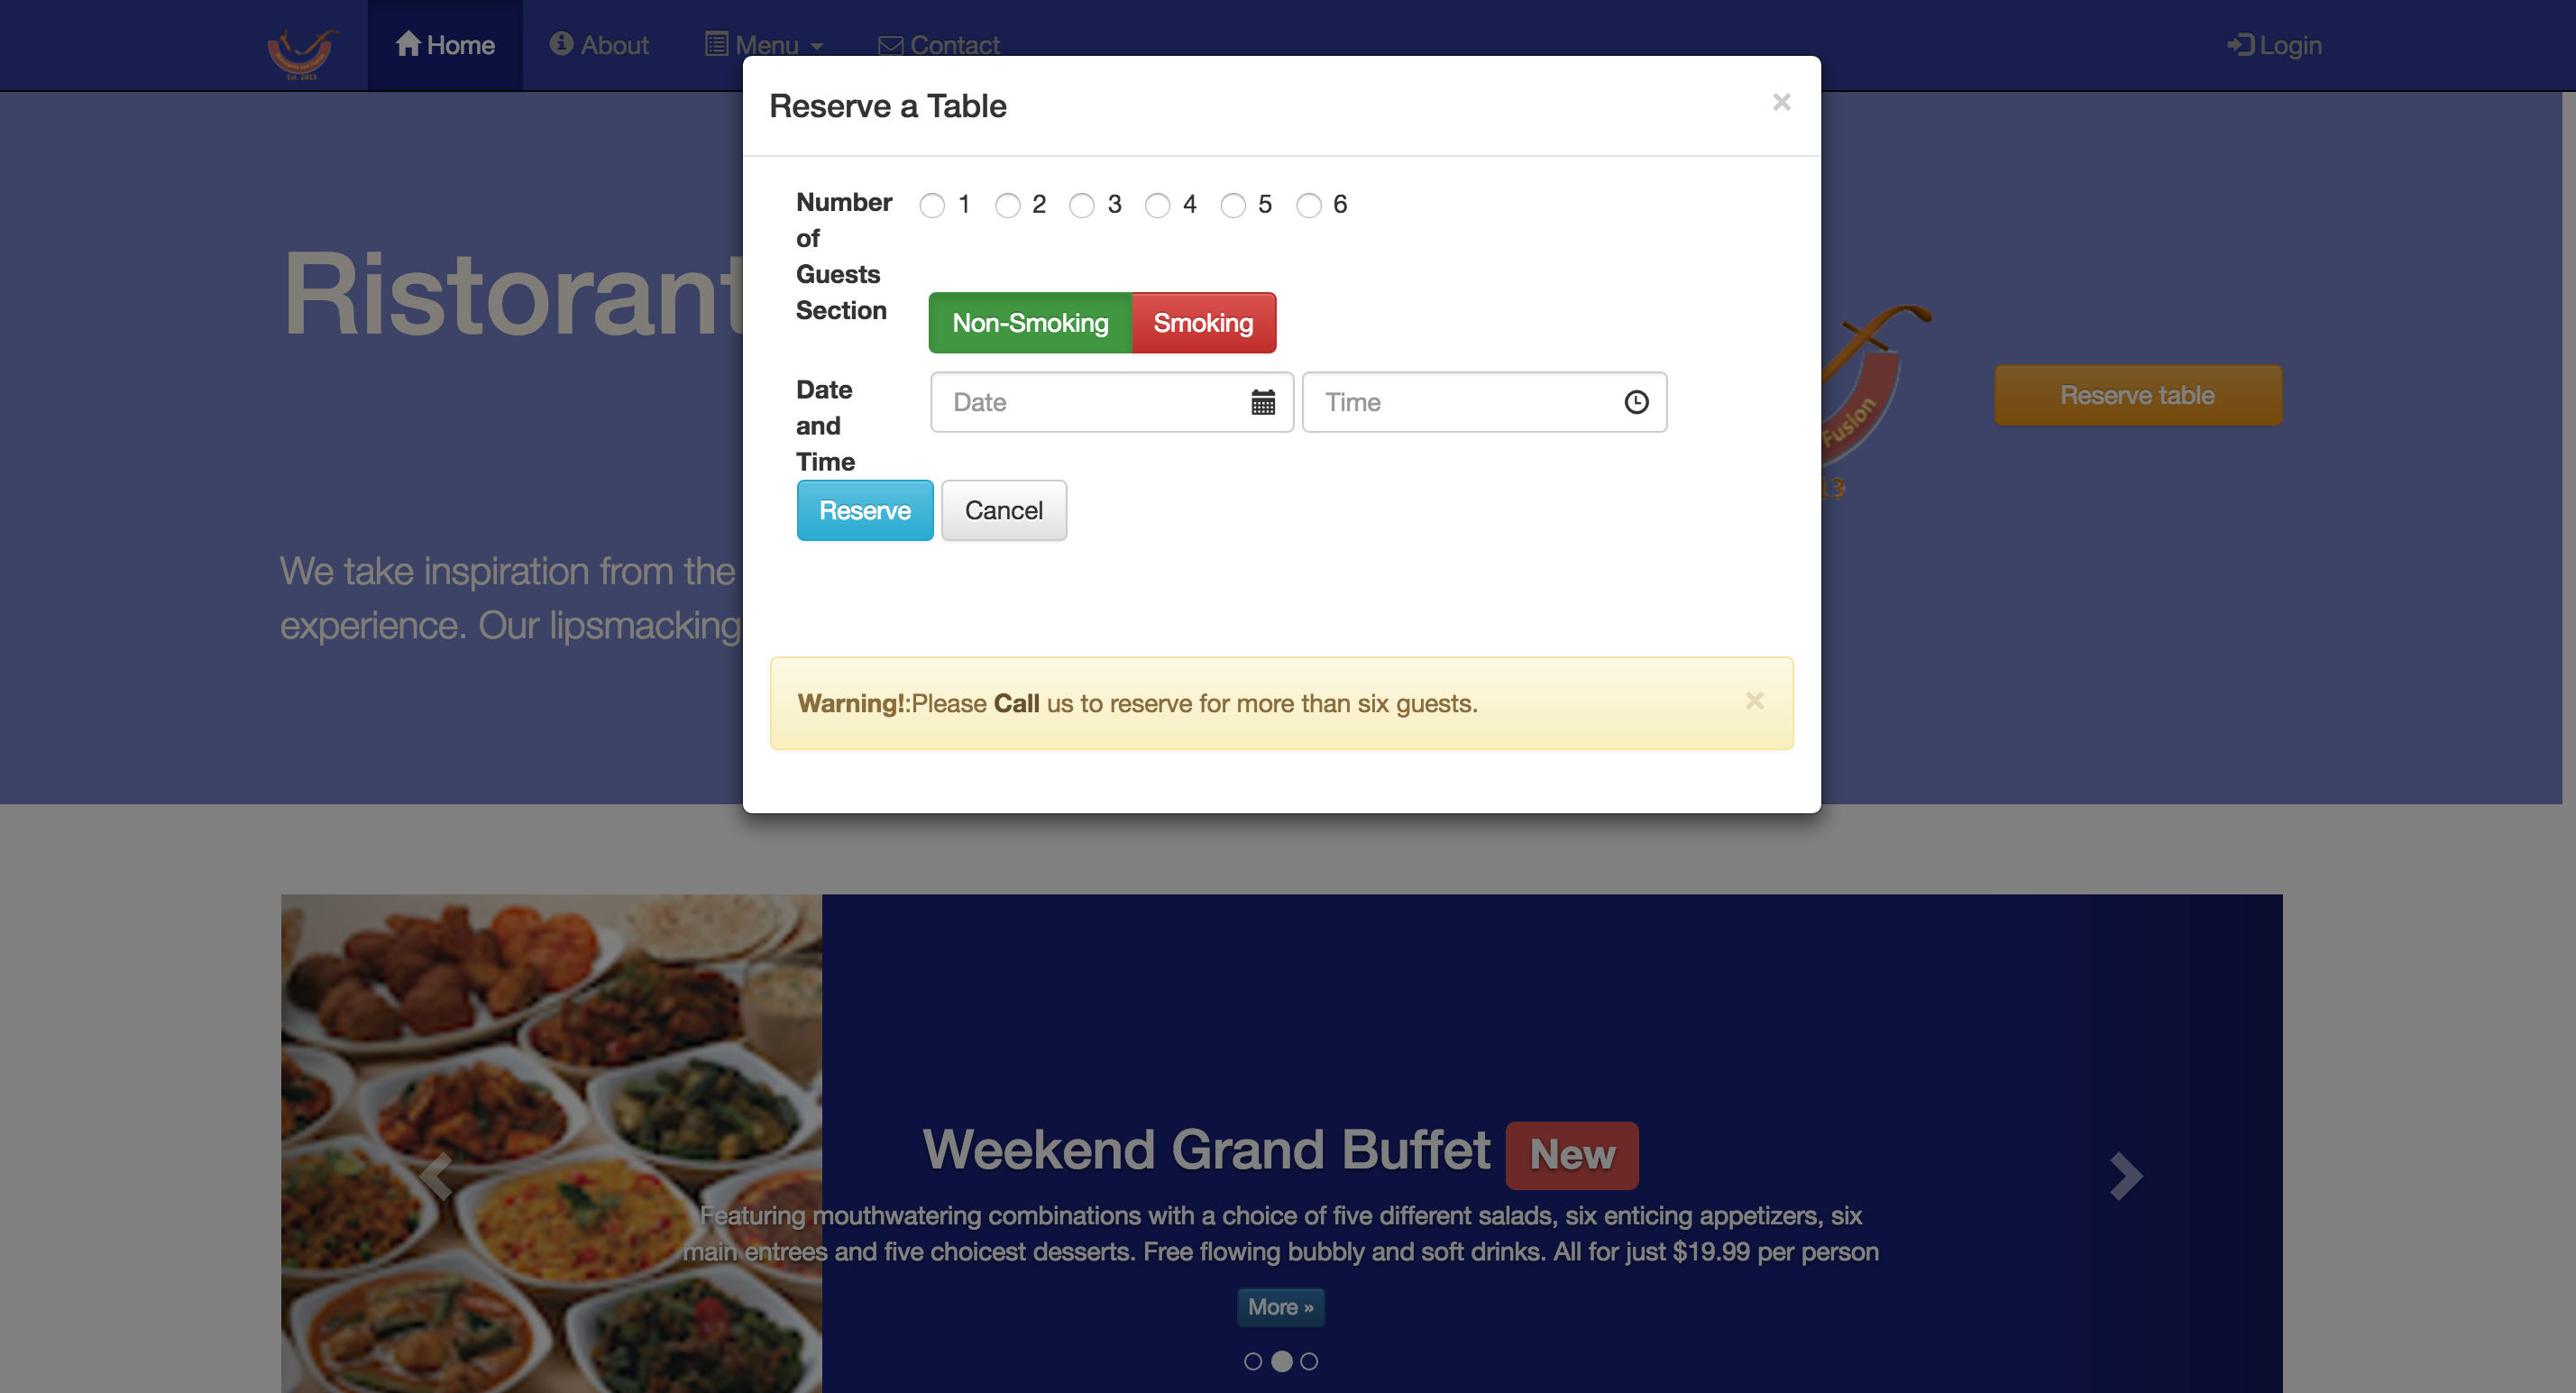 Home
About
Menu
Contact
Login
Reserve a Table
×
Number
of
Guests
1
2
3
4
5
6
Section
Non-Smoking
Smoking
Date
and
Time
Date
Time
Reserve
Cancel
Warning!:Please Call us to reserve for more than six guests.
×
Ristorant
We take inspiration from the
experience. Our lipsmacking
Fusion
13
Reserve table
Weekend Grand Buffet New
Featuring mouthwatering combinations with a choice of five different salads, six enticing appetizers, six
main entrees and five choicest desserts. Free flowing bubbly and soft drinks. All for just $19.99 per person
More »